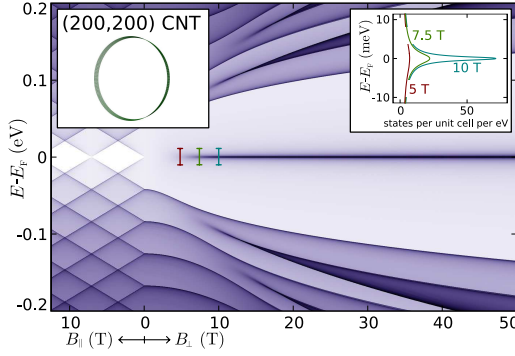 0.2
0.1
0
-0.1
-0.2
E-E_F (eV)
(200,200) CNT
7.5 T
10 T
5 T
10
0
-10
E-E_F (meV)
0
50
states per unit cell per eV
10
0
10
20
30
40
50
B_∥ (T) ⟷ B_⊥ (T)